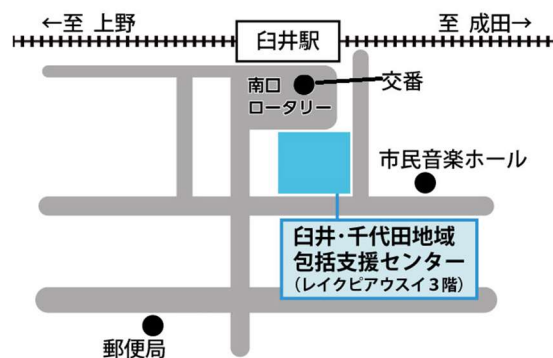 ←至 上野
臼井駅
至 成田→
南口
ロータリー
交番
市民音楽ホール
臼井・千代田地域
包括支援センター
（レイクピアウスイ３階）
郵便局